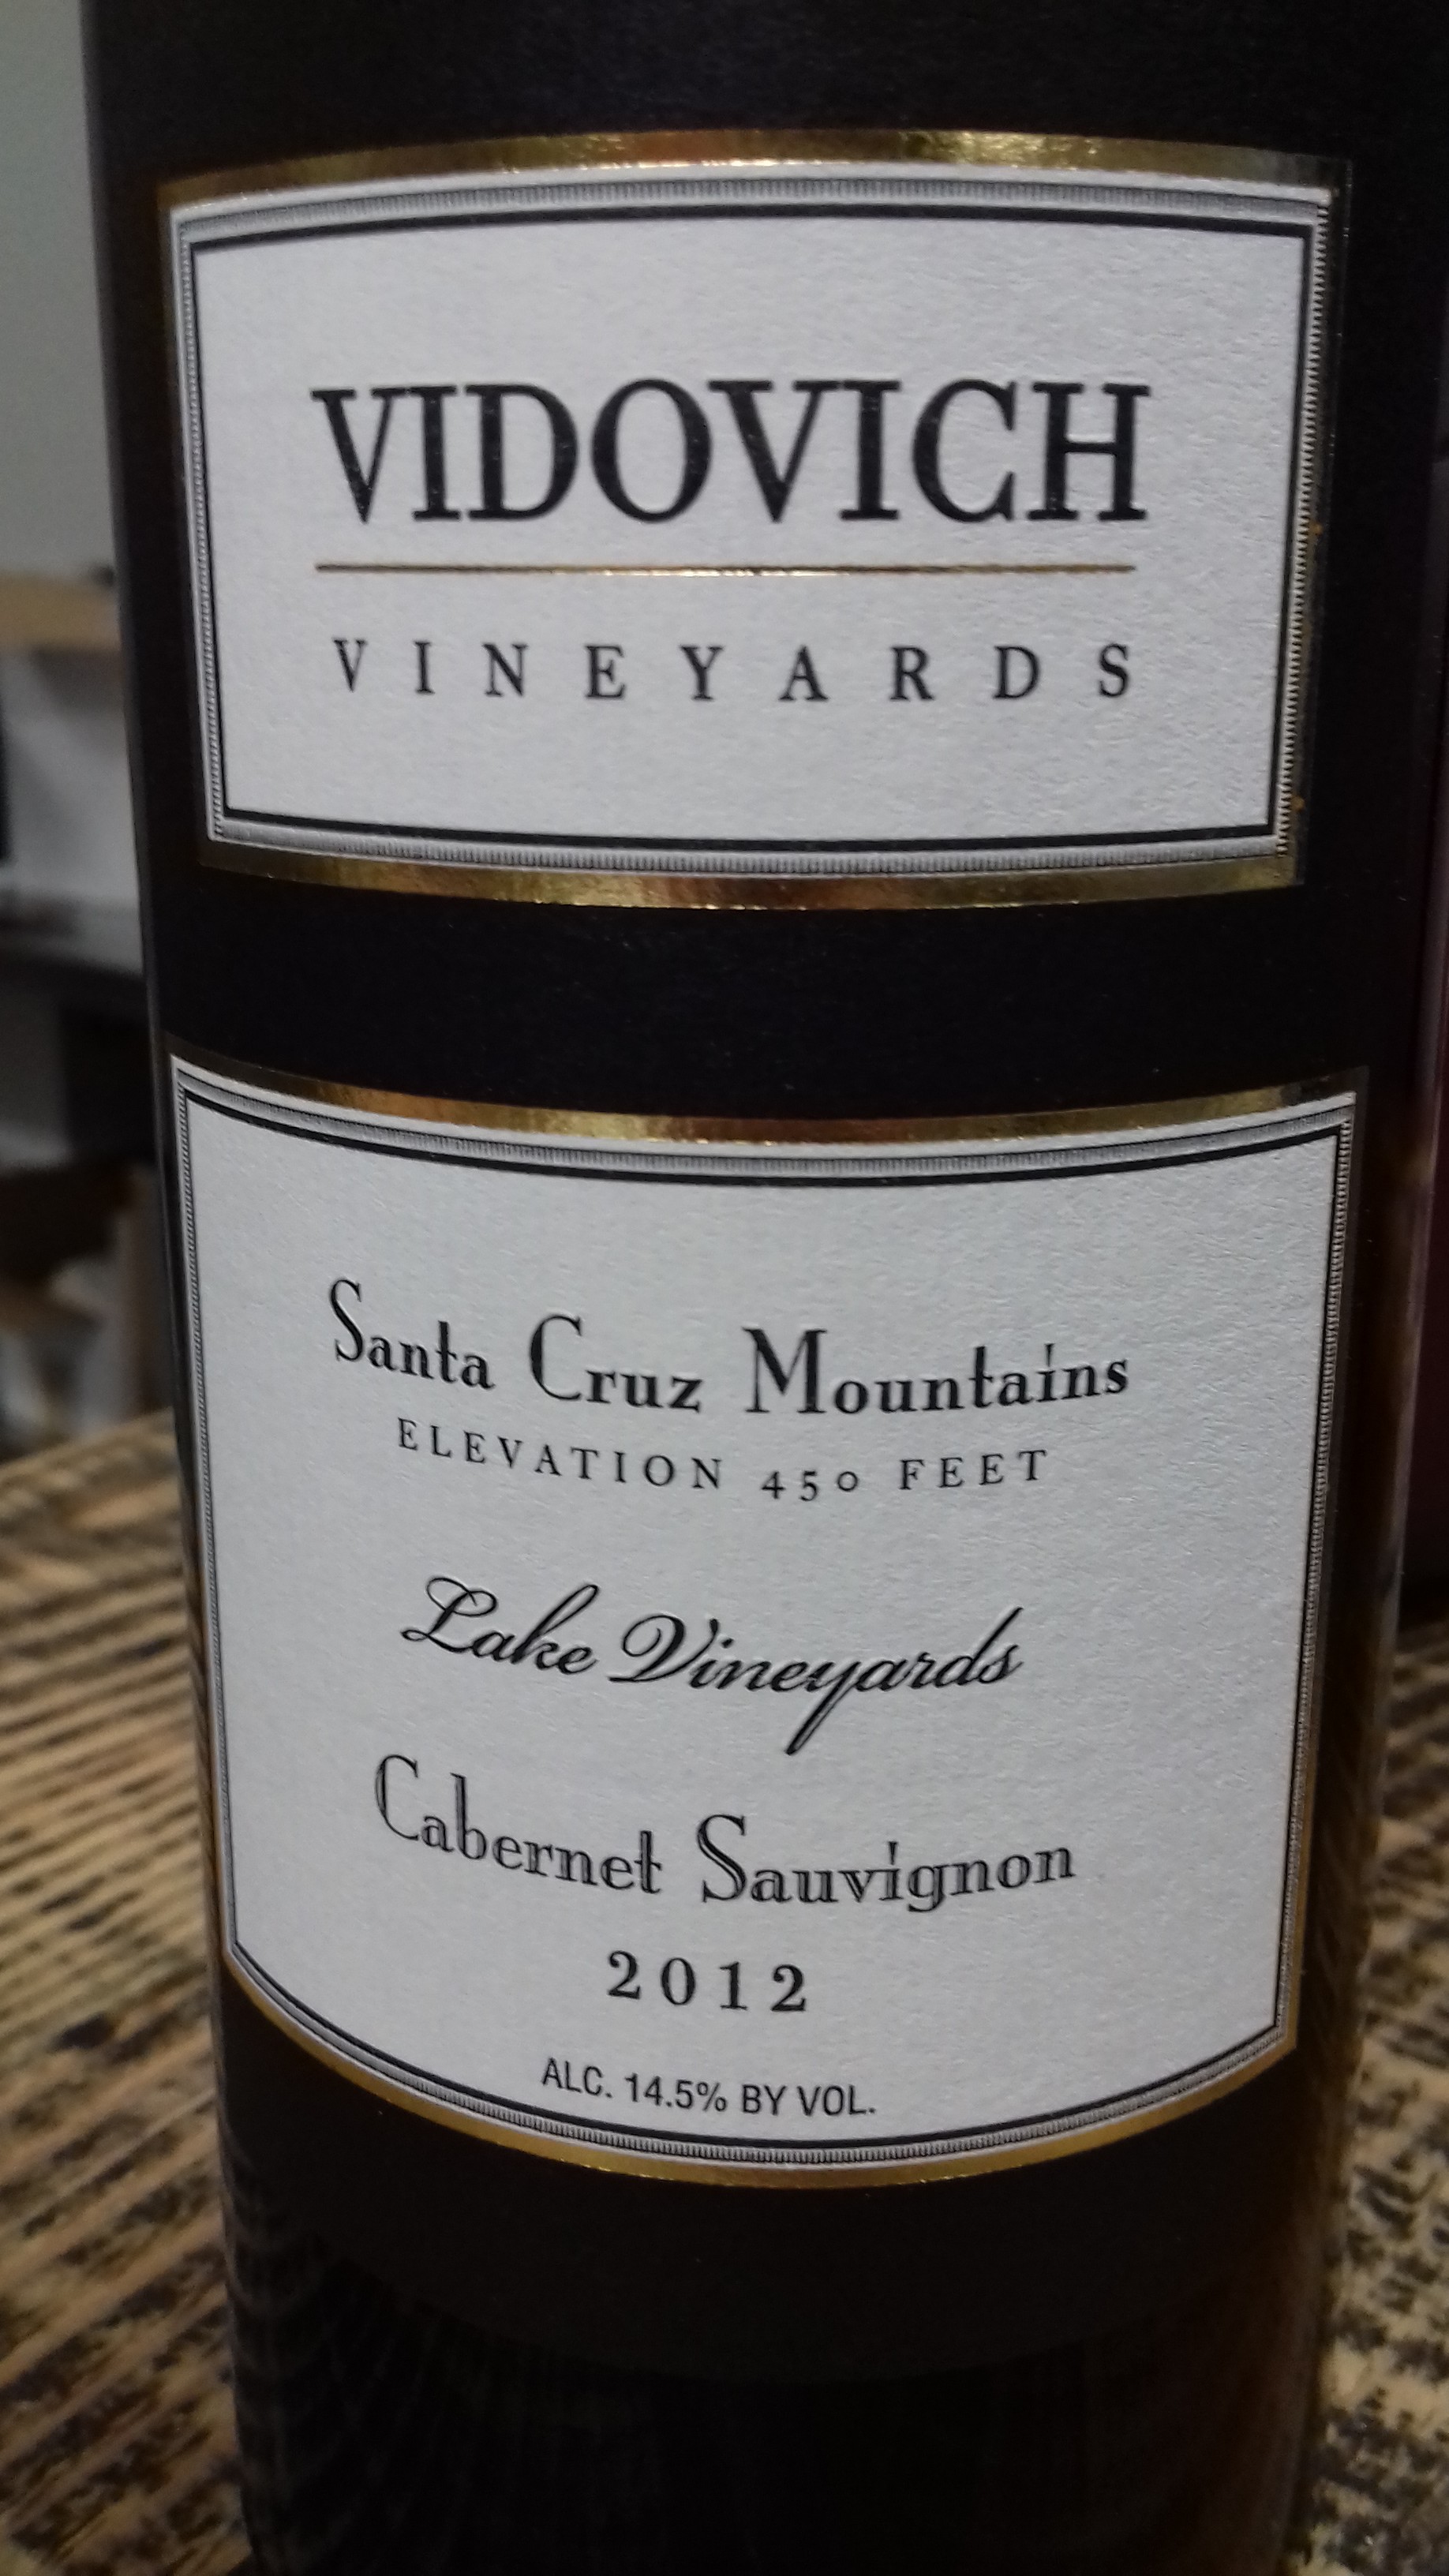 VIDOVICH
VINEYARDS
Santa Cruz Mountains
ELEVATION 450 FEET
Lake Vineyards
Cabernet Sauvignon
2012
ALC. 14.5% BY VOL.